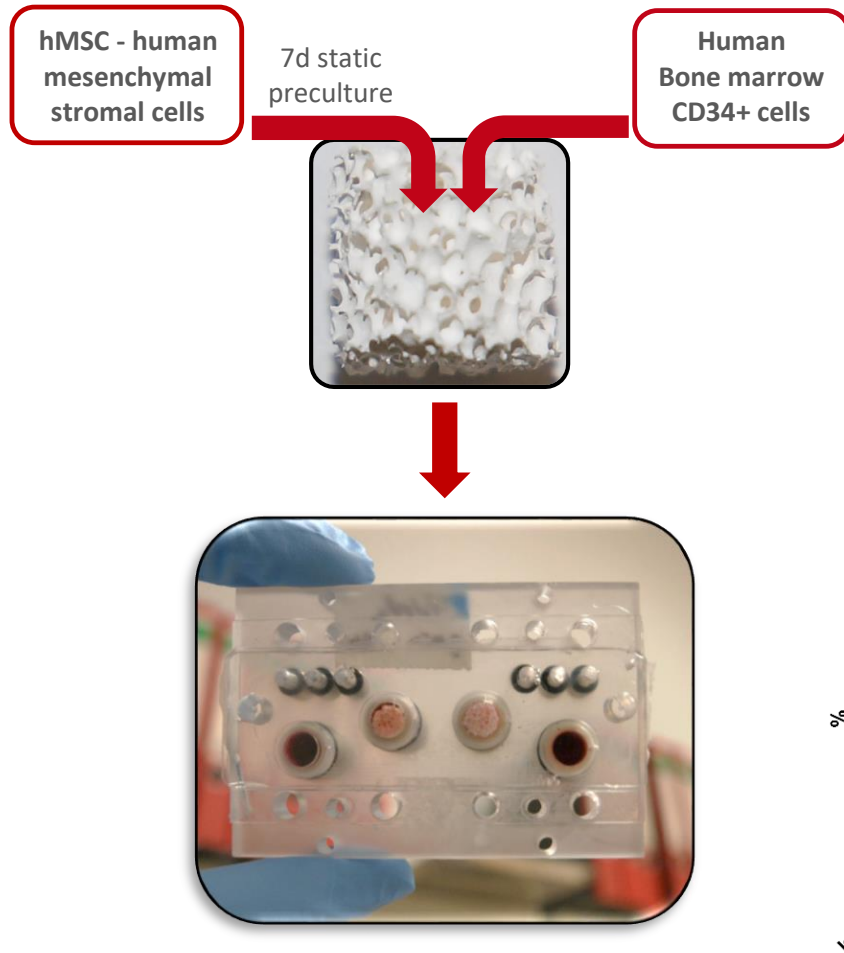 hMSC - human
mesenchymal
stromal cells
7d static
preculture
Human
Bone marrow
CD34+ cells
%